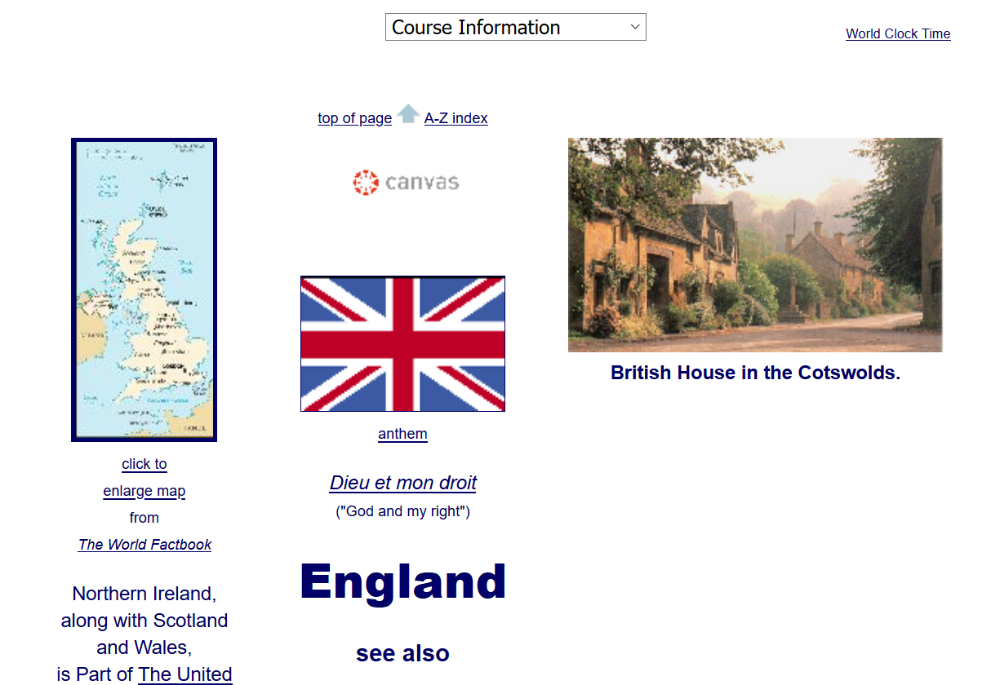 Course Information
World Clock Time
top of page A-Z index
canvas
British House in the Cotswolds.
anthem
click to
enlarge map
from
The World Factbook
Dieu et mon droit
("God and my right")
Northern Ireland,
along with Scotland
and Wales,
is Part of The United
England
see also